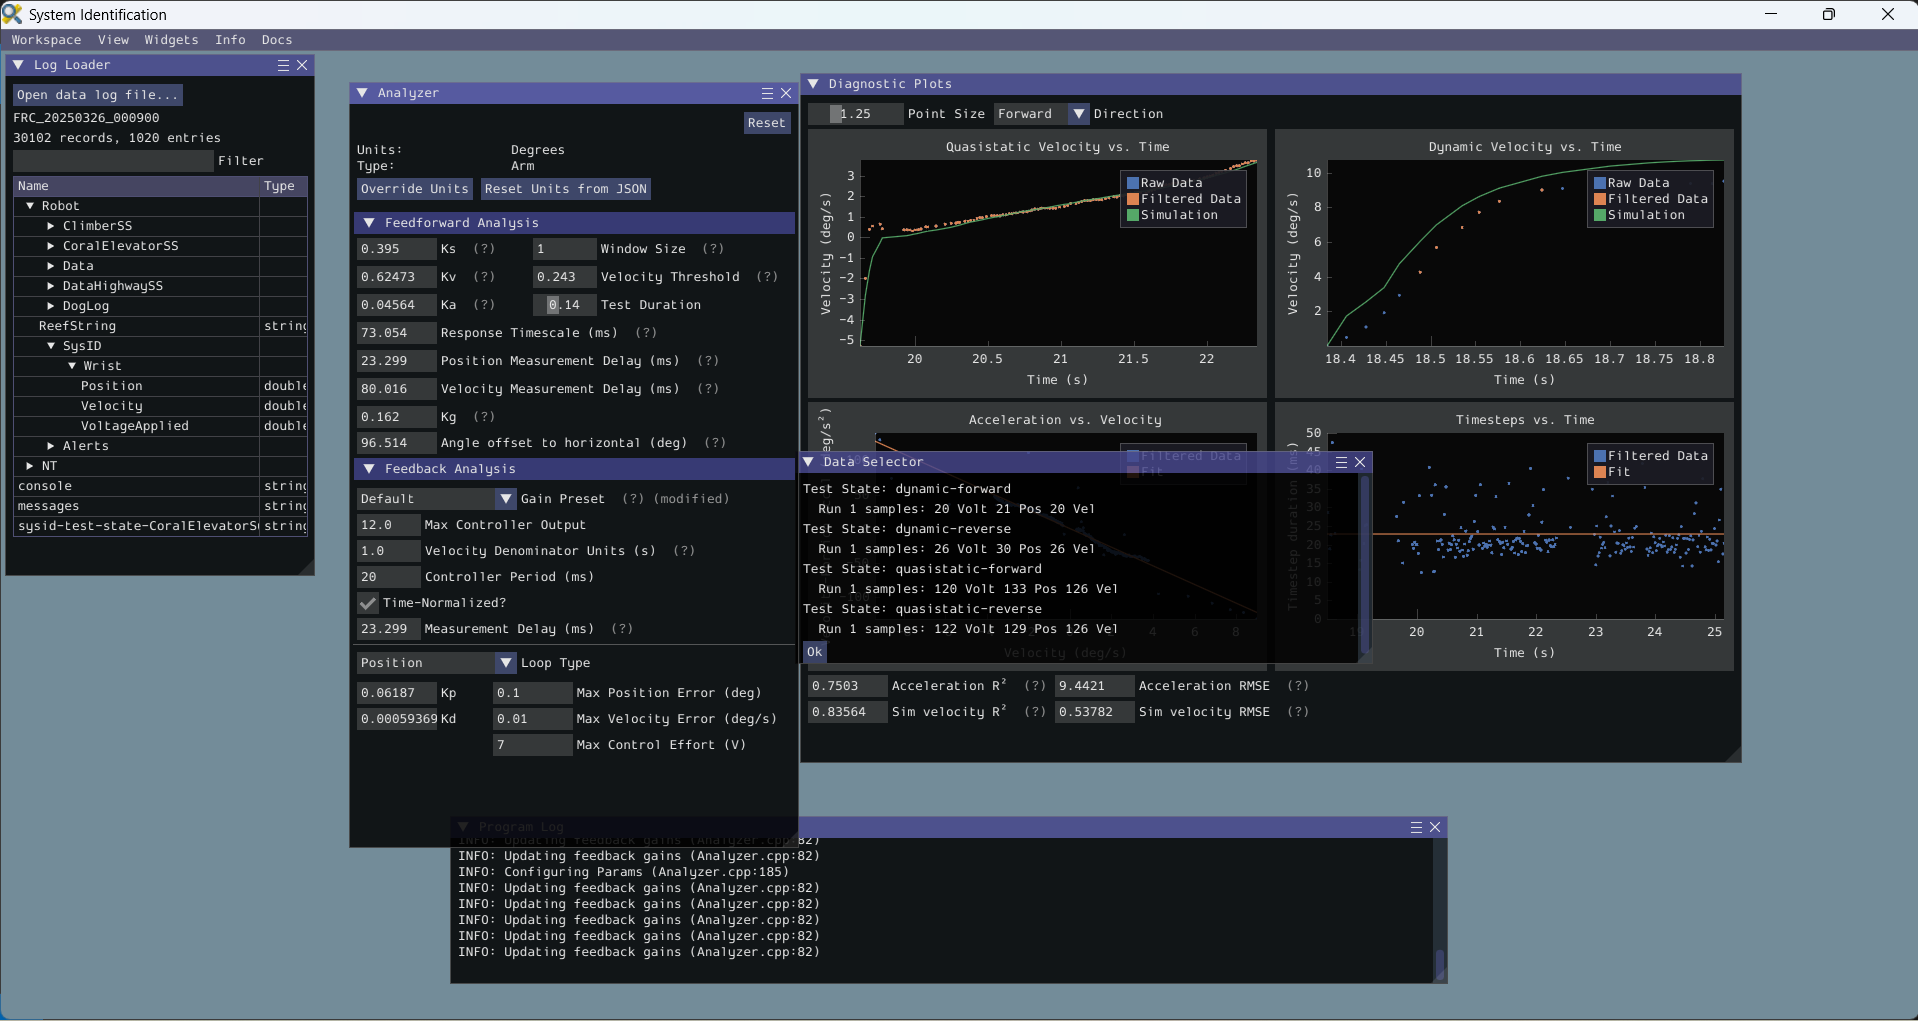 System Identification
Workspace View Widgets Info Docs
Log Loader
Open data log file...
FRC_20250326_000900
30102 records, 1020 entries
Filter
Name Type
Robot
ClimberSS
CoralElevatorSS
Data
DataHighwaySS
DogLog
ReefString string
SysID
Wrist
Position double
Velocity double
VoltageApplied double
Alerts
NT
console string
messages string
sysid-test-state-CoralElevatorS string
Analyzer
Reset
Units: Degrees
Type: Arm
Override Units Reset Units from JSON
Feedforward Analysis
0.395 Ks (?) 1 Window Size (?)
0.62473 Kv (?) 0.243 Velocity Threshold (?)
0.04564 Ka (?) 0.14 Test Duration
73.054 Response Timescale (ms) (?)
23.299 Position Measurement Delay (ms) (?)
80.016 Velocity Measurement Delay (ms) (?)
0.162 Kg (?)
96.514 Angle offset to horizontal (deg) (?)
Feedback Analysis
Default Gain Preset (?) (modified)
12.0 Max Controller Output
1.0 Velocity Denominator Units (s) (?)
20 Controller Period (ms)
Time-Normalized?
23.299 Measurement Delay (ms) (?)
Position Loop Type
0.06187 Kp 0.1 Max Position Error (deg)
0.00059369 Kd 0.01 Max Velocity Error (deg/s)
7 Max Control Effort (V)
Diagnostic Plots
1.25 Point Size Forward Direction
Quasistatic Velocity vs. Time
Raw Data
Filtered Data
Simulation
Velocity (deg/s)
3
2
1
0
-1
-2
-3
-4
-5
20 20.5 21 21.5 22
Time (s)
Dynamic Velocity vs. Time
Raw Data
Filtered Data
Simulation
Velocity (deg/s)
10
8
6
4
2
18.4 18.45 18.5 18.55 18.6 18.65 18.7 18.75 18.8
Time (s)
Acceleration vs. Velocity
Filtered Data
Fit
4 6 8
Velocity (deg/s)
Timesteps vs. Time
Filtered Data
Fit
Timestep duration (ms)
50
45
40
35
30
25
20
15
10
5
0
19 20 21 22 23 24 25
Time (s)
Data Selector
Test State: dynamic-forward
Run 1 samples: 20 Volt 21 Pos 20 Vel
Test State: dynamic-reverse
Run 1 samples: 26 Volt 30 Pos 26 Vel
Test State: quasistatic-forward
Run 1 samples: 120 Volt 133 Pos 126 Vel
Test State: quasistatic-reverse
Run 1 samples: 122 Volt 129 Pos 126 Vel
Ok
0.7503 Acceleration R² (?) 9.4421 Acceleration RMSE (?)
0.83564 Sim velocity R² (?) 0.53782 Sim velocity RMSE (?)
Program Log
INFO: Updating feedback gains (Analyzer.cpp:82)
INFO: Updating feedback gains (Analyzer.cpp:82)
INFO: Configuring Params (Analyzer.cpp:185)
INFO: Updating feedback gains (Analyzer.cpp:82)
INFO: Updating feedback gains (Analyzer.cpp:82)
INFO: Updating feedback gains (Analyzer.cpp:82)
INFO: Updating feedback gains (Analyzer.cpp:82)
INFO: Updating feedback gains (Analyzer.cpp:82)